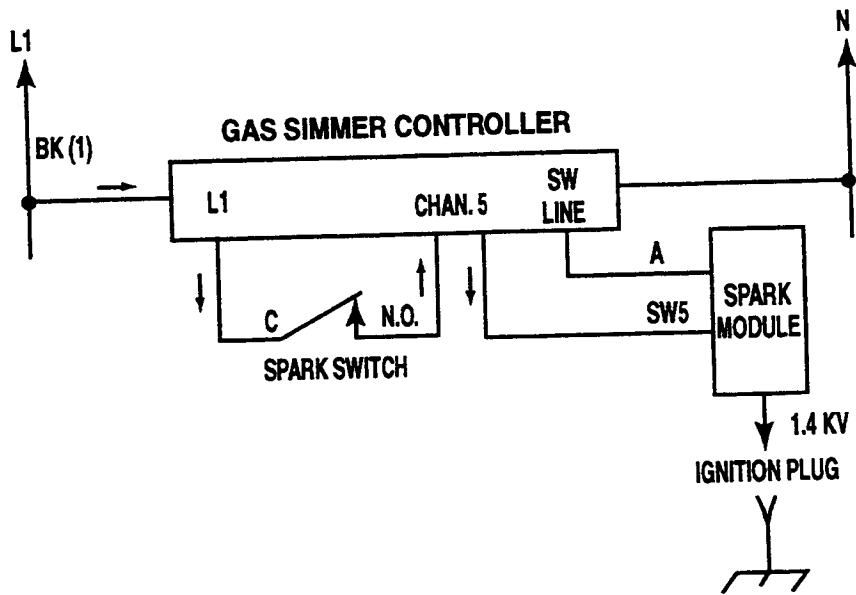 L1
N
BK (1)
GAS SIMMER CONTROLLER
L1
CHAN. 5
SW
LINE
A
C
N.O.
SW5
SPARK
MODULE
SPARK SWITCH
1.4 KV
IGNITION PLUG